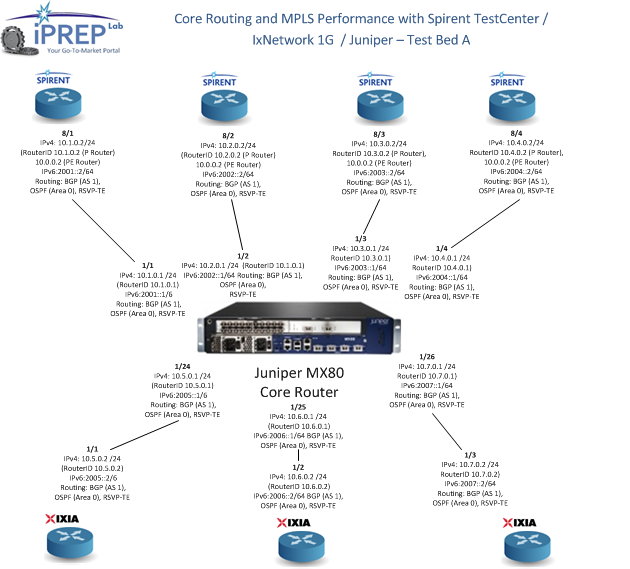 iPREP Lab
Your Go-To-Market Portal
Core Routing and MPLS Performance with Spirent TestCenter /
IxNetwork 1G / Juniper – Test Bed A
SPIRENT
8/1
IPv4: 10.1.0.2/24
(RouterID 10.1.0.2 (P Router)
10.0.0.2 (PE Router)
IPv6:2001::2/64
Routing: BGP (AS 1),
OSPF (Area 0), RSVP-TE
SPIRENT
8/2
IPv4: 10.2.0.2/24
(RouterID 10.2.0.2 (P Router)
10.0.0.2 (PE Router)
IPv6:2002::2/64
Routing: BGP (AS 1),
OSPF (Area 0), RSVP-TE
SPIRENT
8/3
IPv4: 10.3.0.2/24
RouterID 10.3.0.2 (P Router),
10.0.0.2 (PE Router)
IPv6:2003::2/64
Routing: BGP (AS 1),
OSPF (Area 0), RSVP-TE
SPIRENT
8/4
IPv4: 10.4.0.2/24
RouterID 10.4.0.2 (P Router),
10.0.0.2 (PE Router)
IPv6:2004::2/64
Routing: BGP (AS 1),
OSPF (Area 0), RSVP-TE
1/1
IPv4: 10.1.0.1 /24
(RouterID 10.1.0.1)
IPv6:2001::1/6
Routing: BGP (AS 1),
OSPF (Area 0), RSVP-TE
1/2
IPv4: 10.2.0.1 /24 (RouterID 10.1.0.1)
IPv6:2002::1/64 Routing: BGP (AS 1),
OSPF (Area 0),
RSVP-TE
1/3
IPv4: 10.3.0.1 /24
RouterID 10.3.0.1)
IPv6:2003::1/64
Routing: BGP (AS 1),
OSPF (Area 0), RSVP-TE
1/4
IPv4: 10.4.0.1 /24
RouterID 10.4.0.1)
IPv6:2004::1/64
Routing: BGP (AS 1),
OSPF (Area 0), RSVP-TE
Juniper MX80
Core Router
1/24
IPv4: 10.5.0.1 /24
(RouterID 10.5.0.1)
IPv6:2005::1/6
Routing: BGP (AS 1),
OSPF (Area 0), RSVP-TE
1/25
IPv4: 10.6.0.1 /24
(RouterID 10.6.0.1)
IPv6:2006::1/64 BGP (AS 1),
OSPF (Area 0), RSVP-TE
1/26
IPv4: 10.7.0.1 /24
RouterID 10.7.0.1)
IPv6:2007::1/64
Routing: BGP (AS 1),
OSPF (Area 0), RSVP-TE
1/1
IPv4: 10.5.0.2 /24
(RouterID 10.5.0.2)
IPv6:2005::2/6
Routing: BGP (AS 1),
OSPF (Area 0), RSVP-TE
1/2
IPv4: 10.6.0.2 /24
(RouterID 10.6.0.2)
IPv6:2006::2/64 BGP (AS 1),
OSPF (Area 0), RSVP-TE
1/3
IPv4: 10.7.0.2 /24
RouterID 10.7.0.2)
IPv6:2007::2/64
Routing: BGP (AS 1),
OSPF (Area 0), RSVP-TE
IXIA
IXIA
IXIA